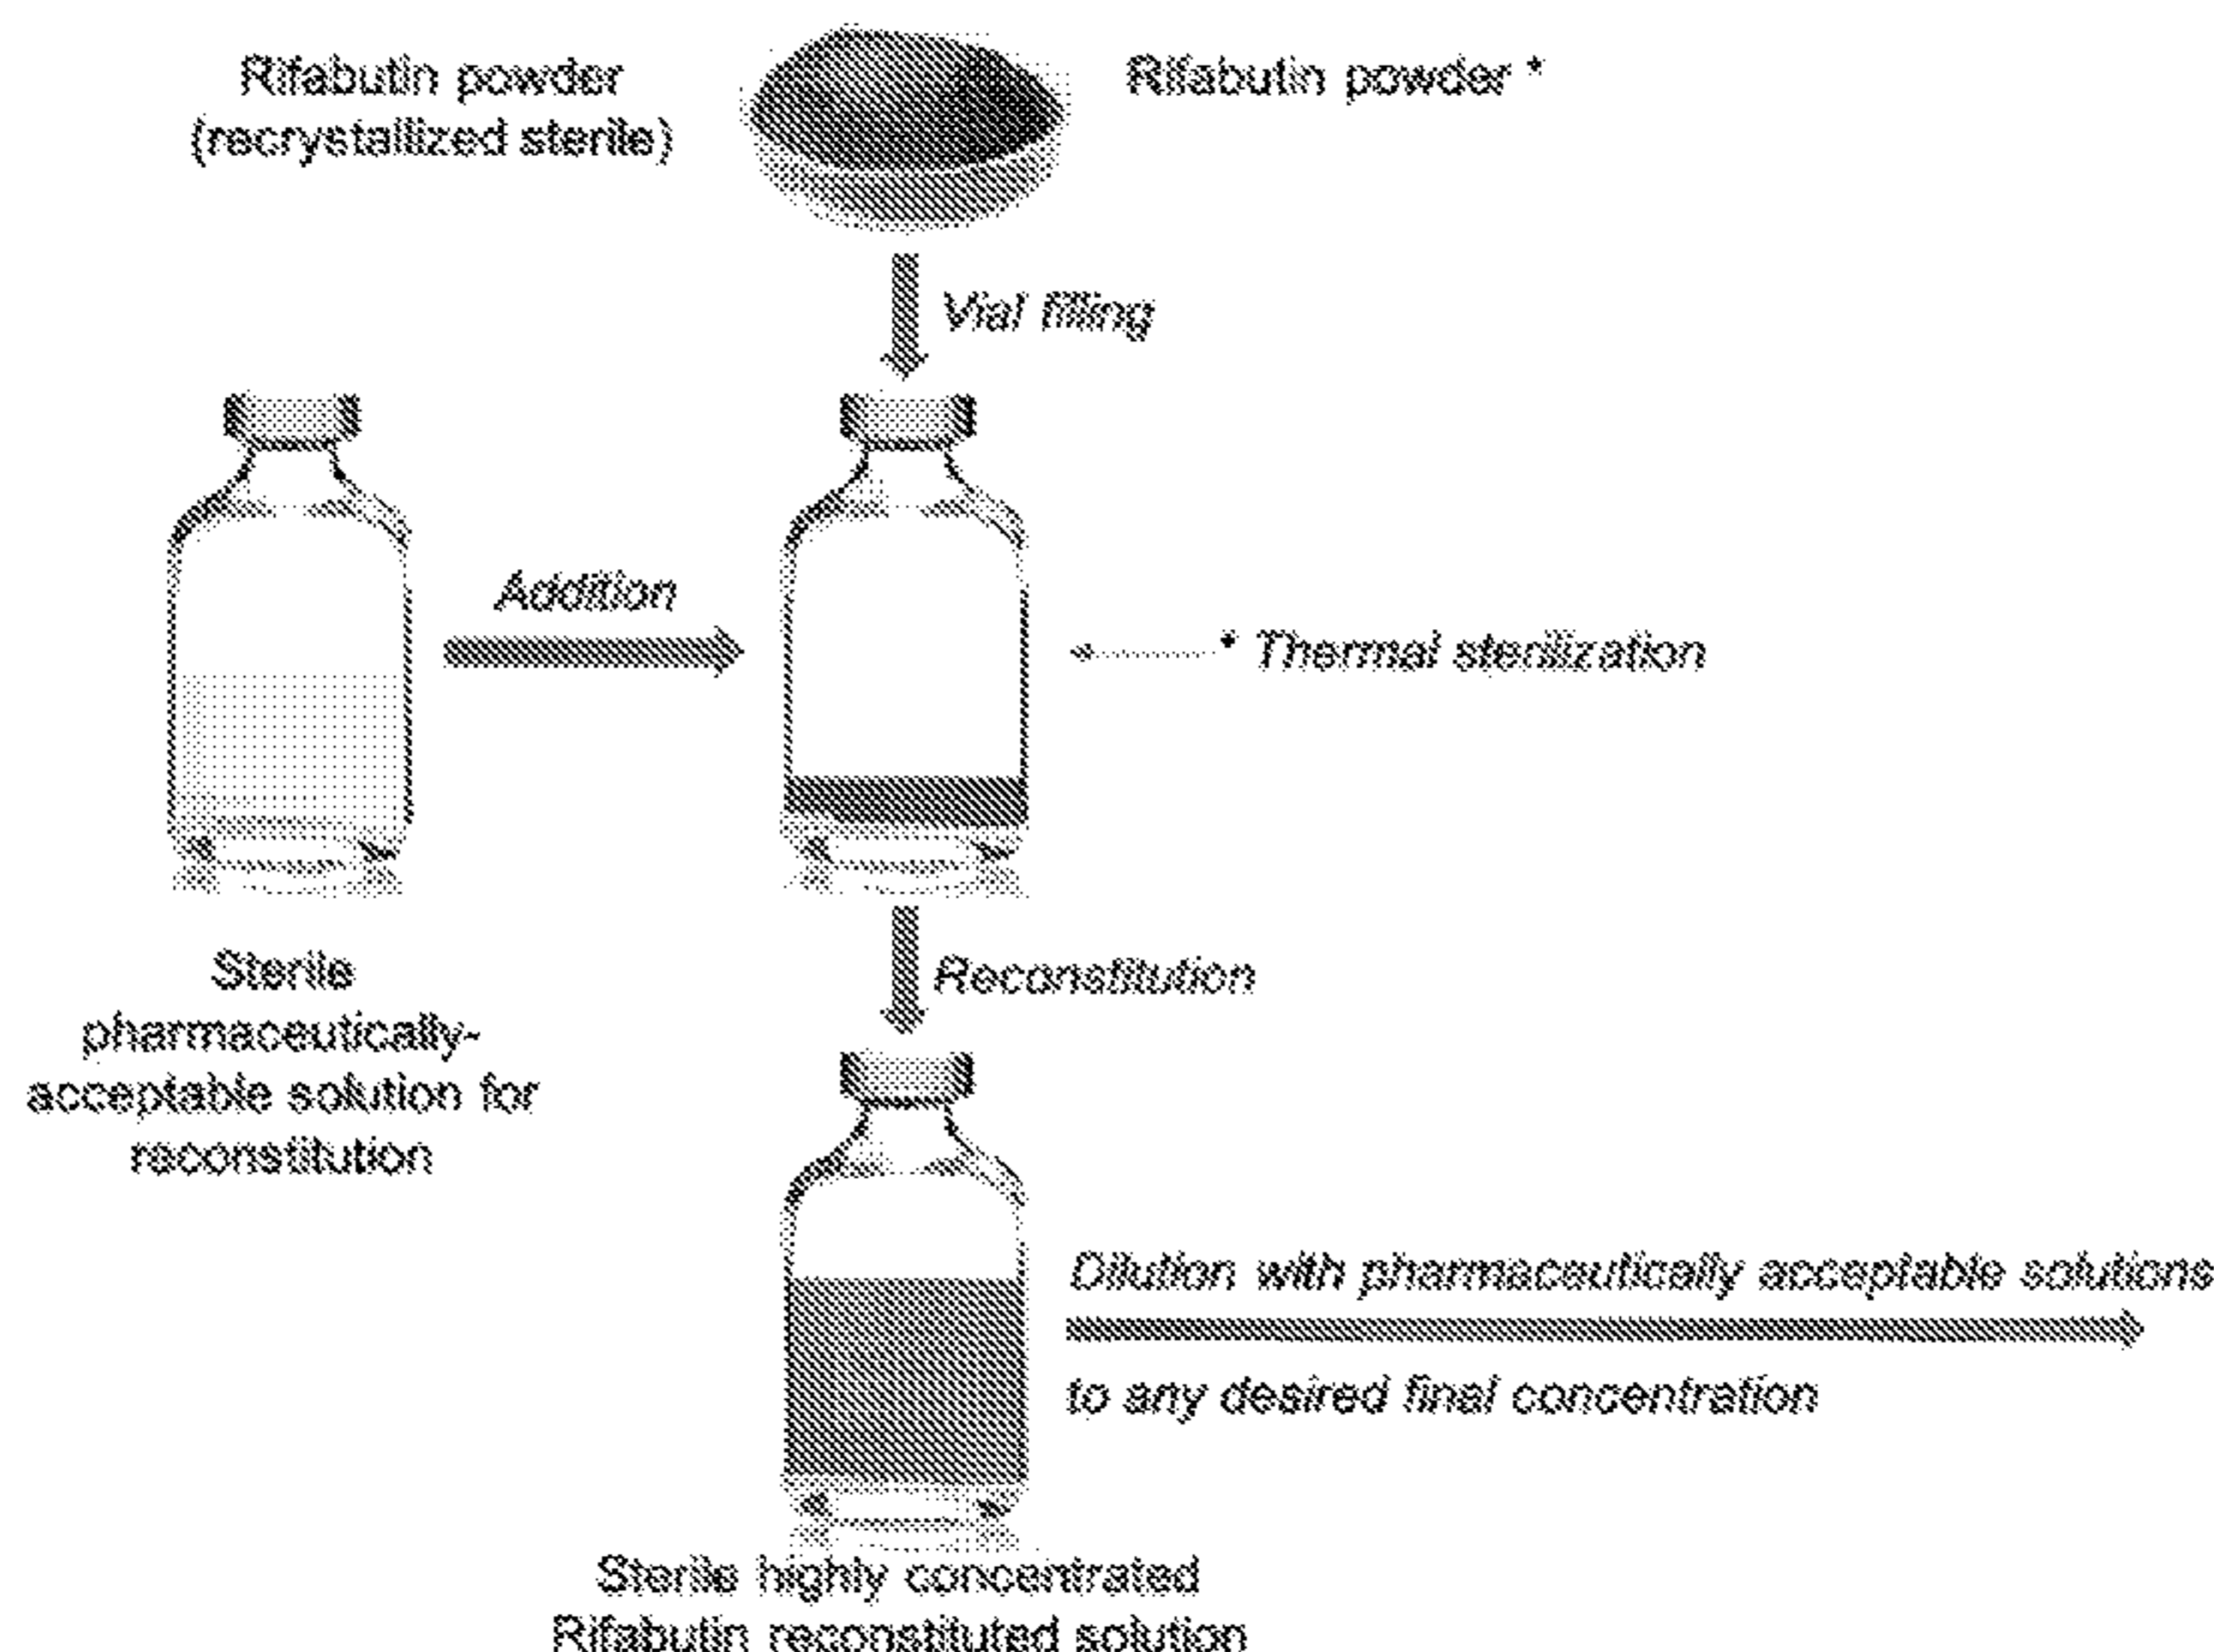 Rifabutin powder
(recrystallized sterile)
Rifabutin powder *
Vial filling
Addition
* Thermal sterilization
Sterile
pharmaceutically-
acceptable solution for
reconstitution
Reconstitution
Dilution with pharmaceutically acceptable solutions
to any desired final concentration
Sterile highly concentrated
Rifabutin reconstituted solution